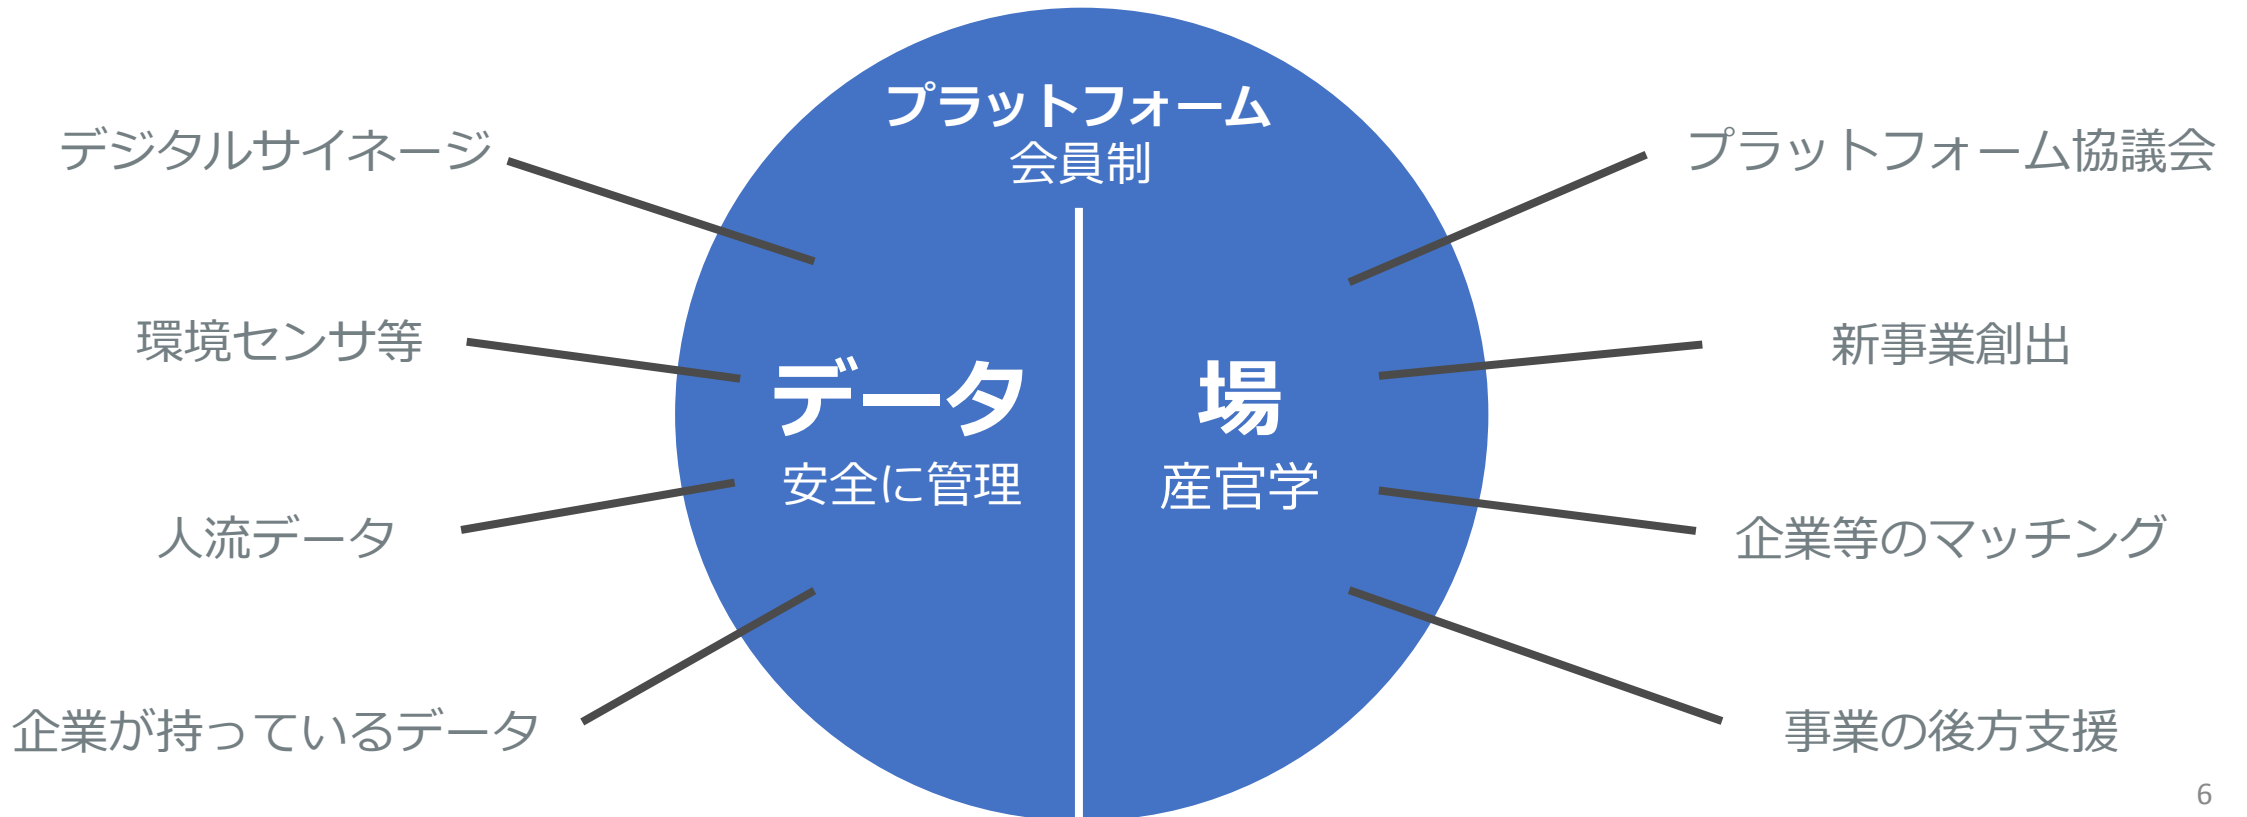 プラットフォーム
会員制
デジタルサイネージ
環境センサ等
人流データ
企業が持っているデータ
データ
安全に管理
場
産官学
プラットフォーム協議会
新事業創出
企業等のマッチング
事業の後方支援
6